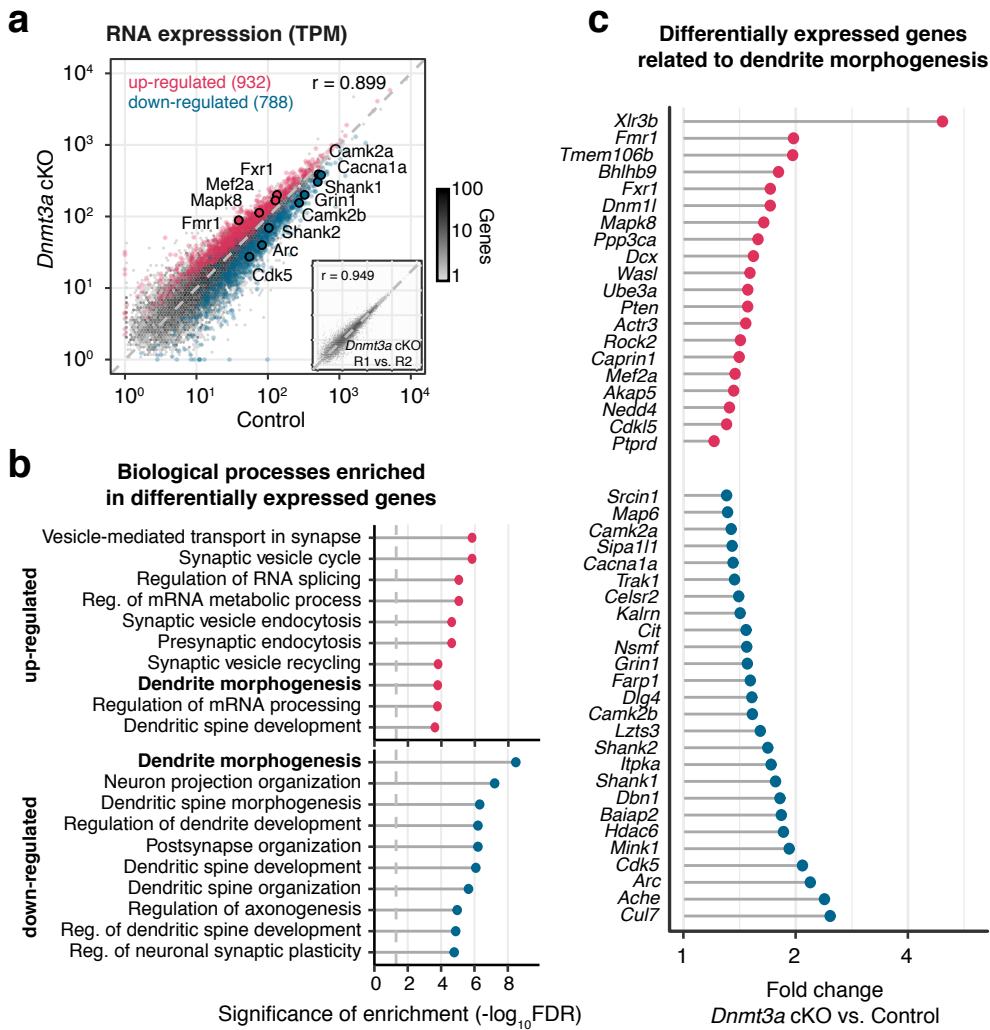 a
RNA expresssion (TPM)
up-regulated (932)
down-regulated (788)
r = 0.899
10⁴
10³
10²
10¹
10⁰
Dnmt3a cKO
Camk2a
Cacna1a
Fxr1
Mef2a
Shank1
Mapk8
Grin1
Fmr1
Camk2b
Shank2
Arc
Cdk5
r = 0.949
Dnmt3a cKO
R1 vs. R2
10⁰ 10¹ 10² 10³ 10⁴
Control
100
10
1
Genes
b
Biological processes enriched
in differentially expressed genes
up-regulated
Vesicle-mediated transport in synapse
Synaptic vesicle cycle
Regulation of RNA splicing
Reg. of mRNA metabolic process
Synaptic vesicle endocytosis
Presynaptic endocytosis
Synaptic vesicle recycling
Dendrite morphogenesis
Regulation of mRNA processing
Dendritic spine development
down-regulated
Dendrite morphogenesis
Neuron projection organization
Dendritic spine morphogenesis
Regulation of dendrite development
Postsynapse organization
Dendritic spine development
Dendritic spine organization
Regulation of axonogenesis
Reg. of dendritic spine development
Reg. of neuronal synaptic plasticity
0 2 4 6 8
Significance of enrichment (-log₁₀FDR)
c
Differentially expressed genes
related to dendrite morphogenesis
Xlr3b
Fmr1
Tmem106b
Bhlhb9
Fxr1
Dnm1l
Mapk8
Ppp3ca
Dcx
Wasl
Ube3a
Pten
Actr3
Rock2
Caprin1
Mef2a
Akap5
Nedd4
Cdkl5
Ptprd
Srcin1
Map6
Camk2a
Sipa1l1
Cacna1a
Trak1
Celsr2
Kalrn
Cit
Nsmf
Grin1
Farp1
Dlg4
Camk2b
Lzts3
Shank2
Itpka
Shank1
Dbn1
Baiap2
Hdac6
Mink1
Cdk5
Arc
Ache
Cul7
1 2 4
Fold change
Dnmt3a cKO vs. Control